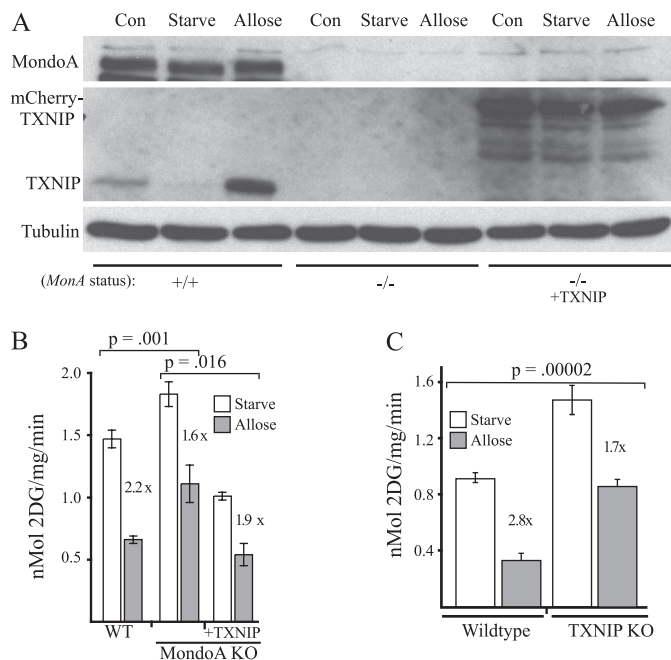 A
Con Starve Allose Con Starve Allose Con Starve Allose
MondoA
mCherry-
TXNIP
TXNIP
Tubulin
(MonA status): +/+ -/- -/-
+TXNIP
B
p = .001
p = .016
2.0
1.5
1.0
0.5
nMol 2DG/mg/min
Starve
Allose
2.2 x
1.6 x
1.9 x
WT
+TXNIP
MondoA KO
C
p = .00002
1.6
1.2
0.8
0.4
nMol 2DG/mg/min
Starve
Allose
2.8x
1.7x
Wildtype TXNIP KO